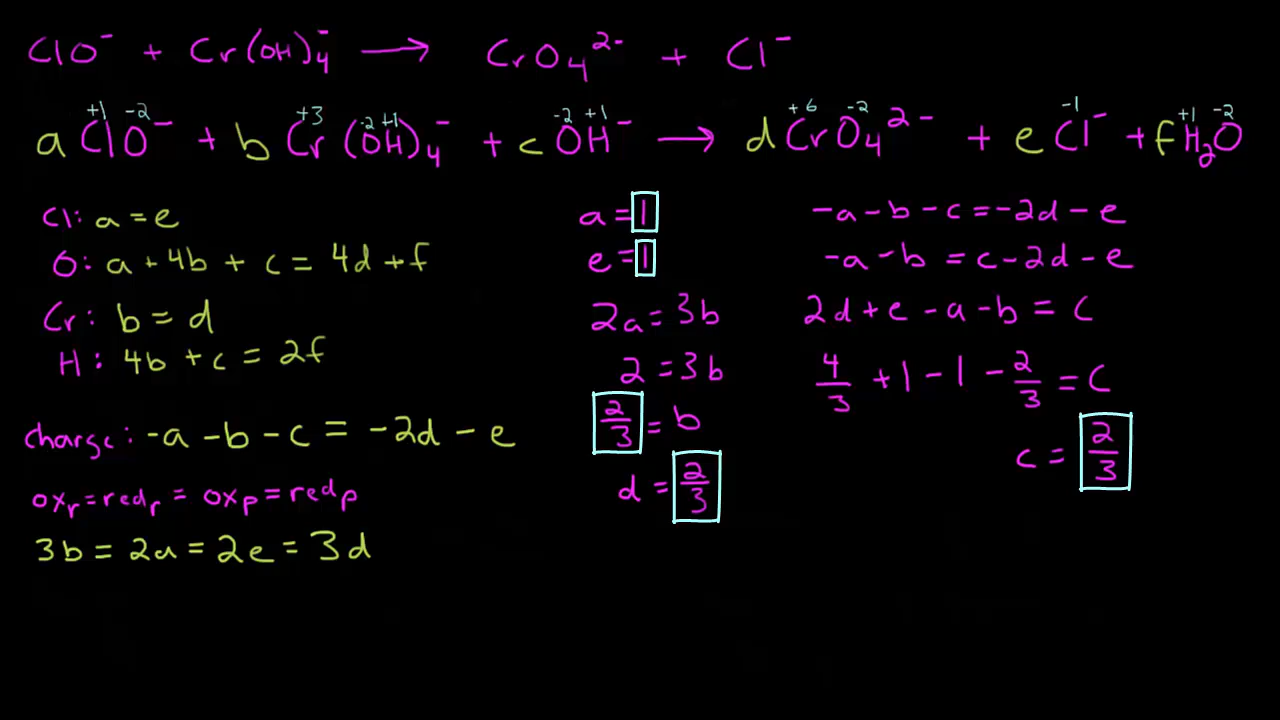 ClO⁻ + Cr(OH)₄⁻ → CrO₄²⁻ + Cl⁻
+1 -2 +3 -2 +1 -2 +1 +6 -2 -1 +1 -2
a ClO⁻ + b Cr(OH)₄⁻ + c OH⁻ → d CrO₄²⁻ + e Cl⁻ + f H₂O
Cl: a = e
O: a + 4b + c = 4d + f
Cr: b = d
H: 4b + c = 2f
charge: -a - b - c = -2d - e
oxᵣ = redᵣ = oxₚ = redₚ
3b = 2a = 2e = 3d
a = 1
e = 1
2a = 3b
2 = 3b
2/3 = b
d = 2/3
-a - b - c = -2d - e
-a - b = c - 2d - e
2d + e - a - b = c
4/3 + 1 - 1 - 2/3 = c
c = 2/3